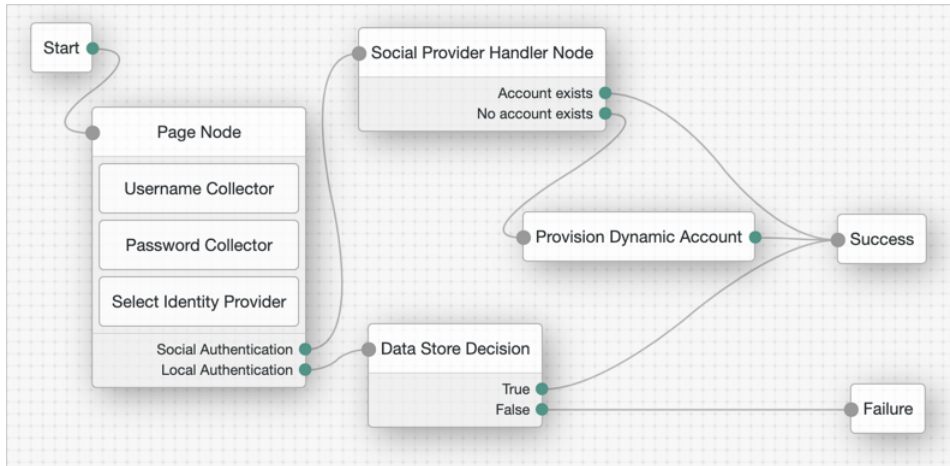 Start
Page Node
Username Collector
Password Collector
Select Identity Provider
Social Authentication
Local Authentication
Social Provider Handler Node
Account exists
No account exists
Provision Dynamic Account
Data Store Decision
True
False
Success
Failure